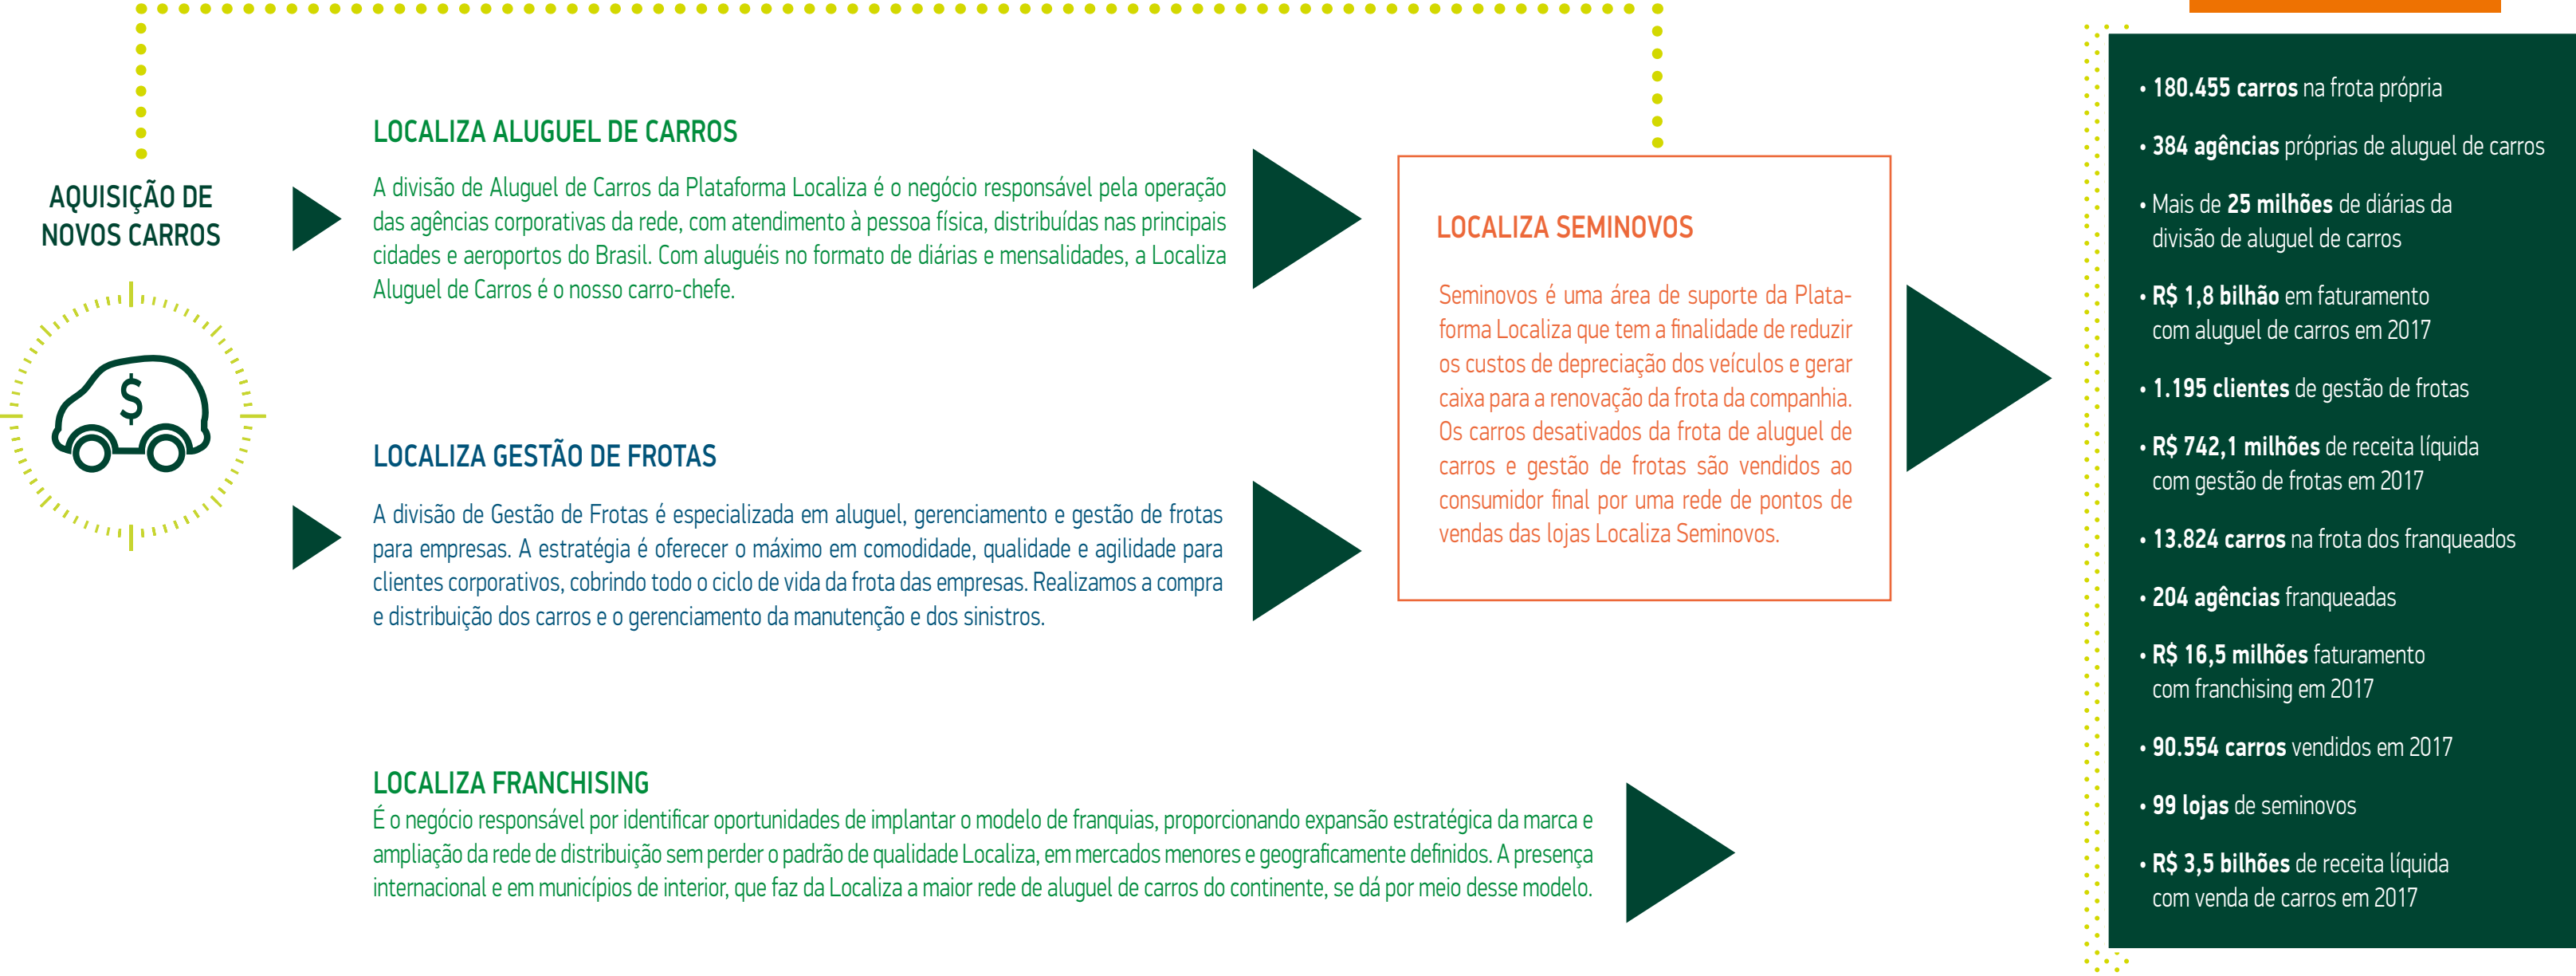 AQUISIÇÃO DE
NOVOS CARROS
$
LOCALIZA ALUGUEL DE CARROS
A divisão de Aluguel de Carros da Plataforma Localiza é o negócio responsável pela operação
das agências corporativas da rede, com atendimento à pessoa física, distribuídas nas principais
cidades e aeroportos do Brasil. Com aluguéis no formato de diárias e mensalidades, a Localiza
Aluguel de Carros é o nosso carro-chefe.
LOCALIZA GESTÃO DE FROTAS
A divisão de Gestão de Frotas é especializada em aluguel, gerenciamento e gestão de frotas
para empresas. A estratégia é oferecer o máximo em comodidade, qualidade e agilidade para
clientes corporativos, cobrindo todo o ciclo de vida da frota das empresas. Realizamos a compra
e distribuição dos carros e o gerenciamento da manutenção e dos sinistros.
LOCALIZA FRANCHISING
É o negócio responsável por identificar oportunidades de implantar o modelo de franquias, proporcionando expansão estratégica da marca e
ampliação da rede de distribuição sem perder o padrão de qualidade Localiza, em mercados menores e geograficamente definidos. A presença
internacional e em municípios de interior, que faz da Localiza a maior rede de aluguel de carros do continente, se dá por meio desse modelo.
LOCALIZA SEMINOVOS
Seminovos é uma área de suporte da Plata-
forma Localiza que tem a finalidade de reduzir
os custos de depreciação dos veículos e gerar
caixa para a renovação da frota da companhia.
Os carros desativados da frota de aluguel de
carros e gestão de frotas são vendidos ao
consumidor final por uma rede de pontos de
vendas das lojas Localiza Seminovos.
• 180.455 carros na frota própria
• 384 agências próprias de aluguel de carros
• Mais de 25 milhões de diárias da
divisão de aluguel de carros
• R$ 1,8 bilhão em faturamento
com aluguel de carros em 2017
• 1.195 clientes de gestão de frotas
• R$ 742,1 milhões de receita líquida
com gestão de frotas em 2017
• 13.824 carros na frota dos franqueados
• 204 agências franqueadas
• R$ 16,5 milhões faturamento
com franchising em 2017
• 90.554 carros vendidos em 2017
• 99 lojas de seminovos
• R$ 3,5 bilhões de receita líquida
com venda de carros em 2017